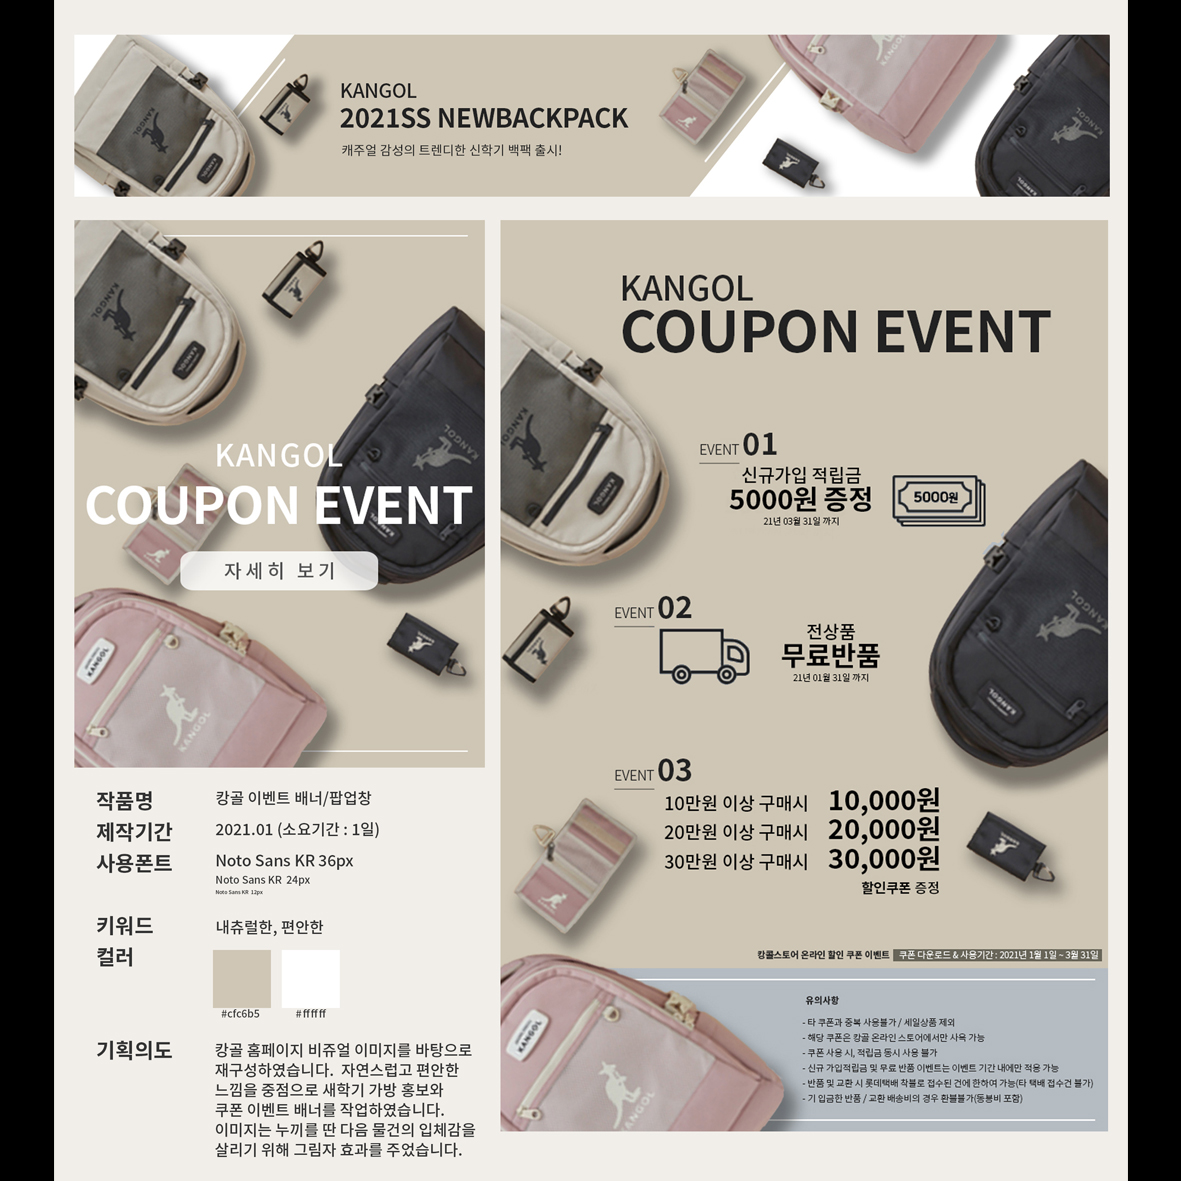 KANGOL
2021SS NEWBACKPACK
캐주얼 감성의 트렌디한 신학기 백팩 출시!
KANGOL
COUPON EVENT
자세히 보기
KANGOL
KANGOL
작품명 캉골 이벤트 배너/팝업창
제작기간 2021.01 (소요기간 : 1일)
사용폰트 Noto Sans KR 36px
Noto Sans KR 24px
Noto Sans KR 12px
키워드 내츄럴한, 편안한
컬러
#cfc6b5 #ffffff
기획의도 캉골 홈페이지 비쥬얼 이미지를 바탕으로
재구성하였습니다. 자연스럽고 편안한
느낌을 중점으로 새학기 가방 홍보와
쿠폰 이벤트 배너를 작업하였습니다.
이미지는 누끼를 딴 다음 물건의 입체감을
살리기 위해 그림자 효과를 주었습니다.
KANGOL
COUPON EVENT
EVENT 01
신규가입 적립금
5000원 증정
21년 03월 31일 까지
5000원
EVENT 02
전상품
무료반품
21년 01월 31일 까지
EVENT 03
10만원 이상 구매시 10,000원
20만원 이상 구매시 20,000원
30만원 이상 구매시 30,000원
할인쿠폰 증정
캉콜스토어 온라인 할인 쿠폰 이벤트 쿠폰 다운로드 & 사용기간 : 2021년 1월 1일 ~ 3월 31일
유의사항
- 타 쿠폰과 중복 사용불가 / 세일상품 제외
- 해당 쿠폰은 캉골 온라인 스토어에서만 사욕 가능
- 쿠폰 사용 시, 적립금 동시 사용 불가
- 신규 가입적립금 및 무료 반품 이벤트는 이벤트 기간 내에만 적용 가능
- 반품 및 교환 시 롯데택배 착불로 접수된 건에 한하여 가능(타 택배 접수건 불가)
- 기 입금한 반품 / 교환 배송비의 경우 환불불가(동봉비 포함)
KANGOL
KANGOL